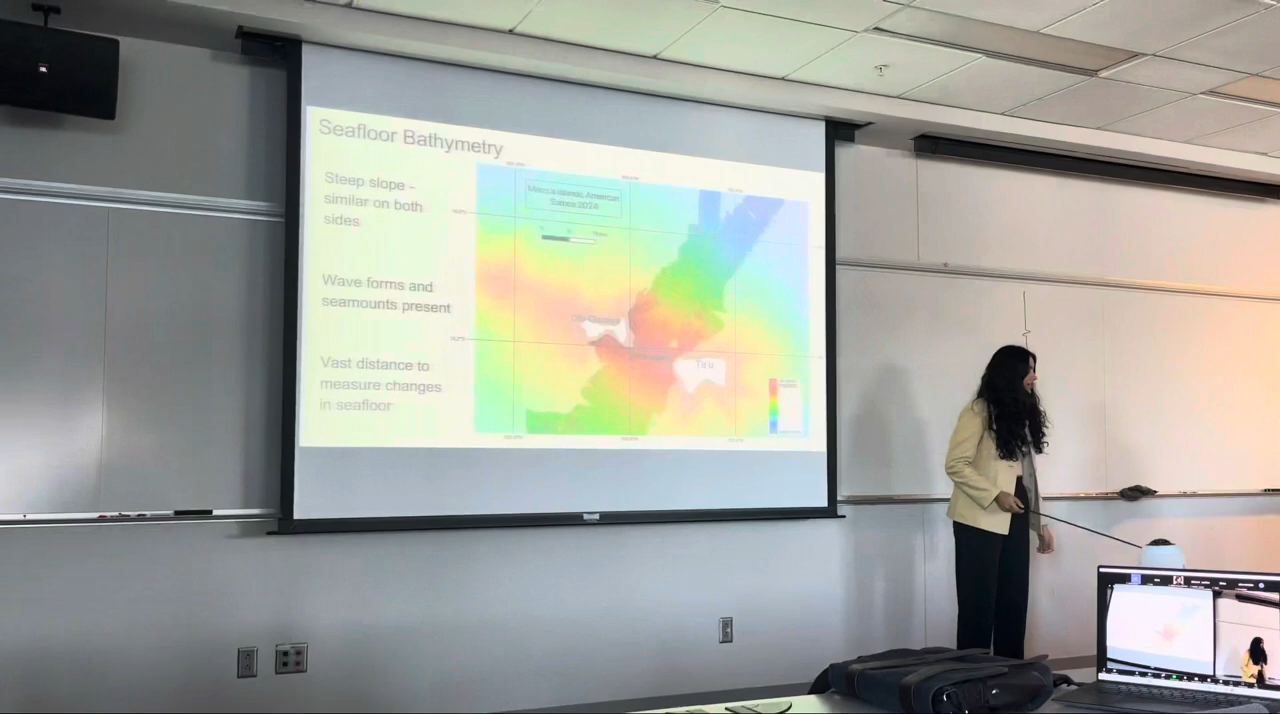 Seafloor Bathymetry
Steep slope -
similar on both
sides
Wave forms and
seamounts present
Vast distance to
measure changes
in seafloor
Manu'a Islands, American
Samoa 2024
Ta'u
JBL